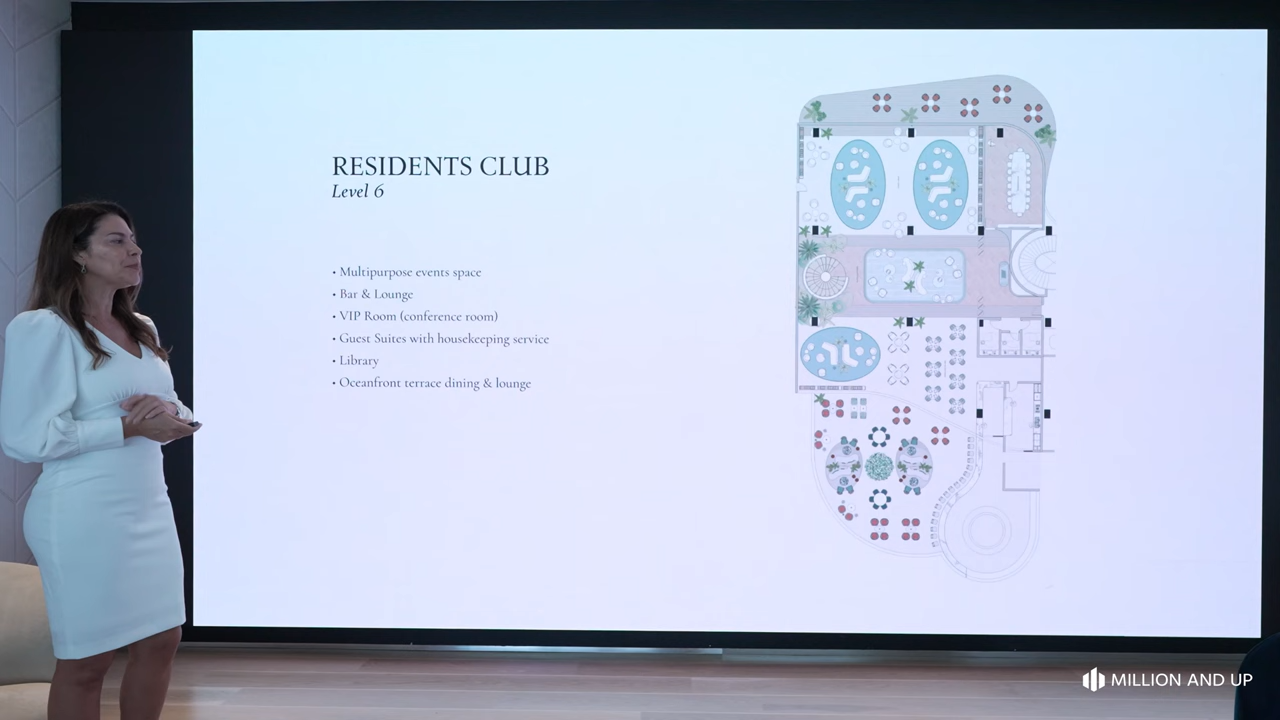 RESIDENTS CLUB
Level 6
• Multipurpose events space
• Bar & Lounge
• VIP Room (conference room)
• Guest Suites with housekeeping service
• Library
• Oceanfront terrace dining & lounge
MILLION AND UP